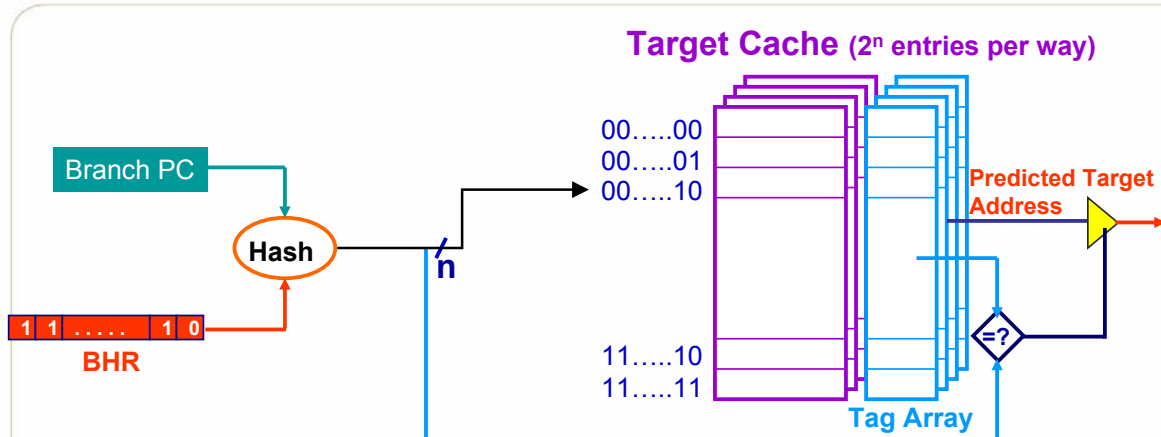 Target Cache (2ⁿ entries per way)
00…..00
00…..01
00…..10
Branch PC
Predicted Target
Address
Hash
n
1 1 ..... 1 0
BHR
=?
11…..10
11…..11
Tag Array